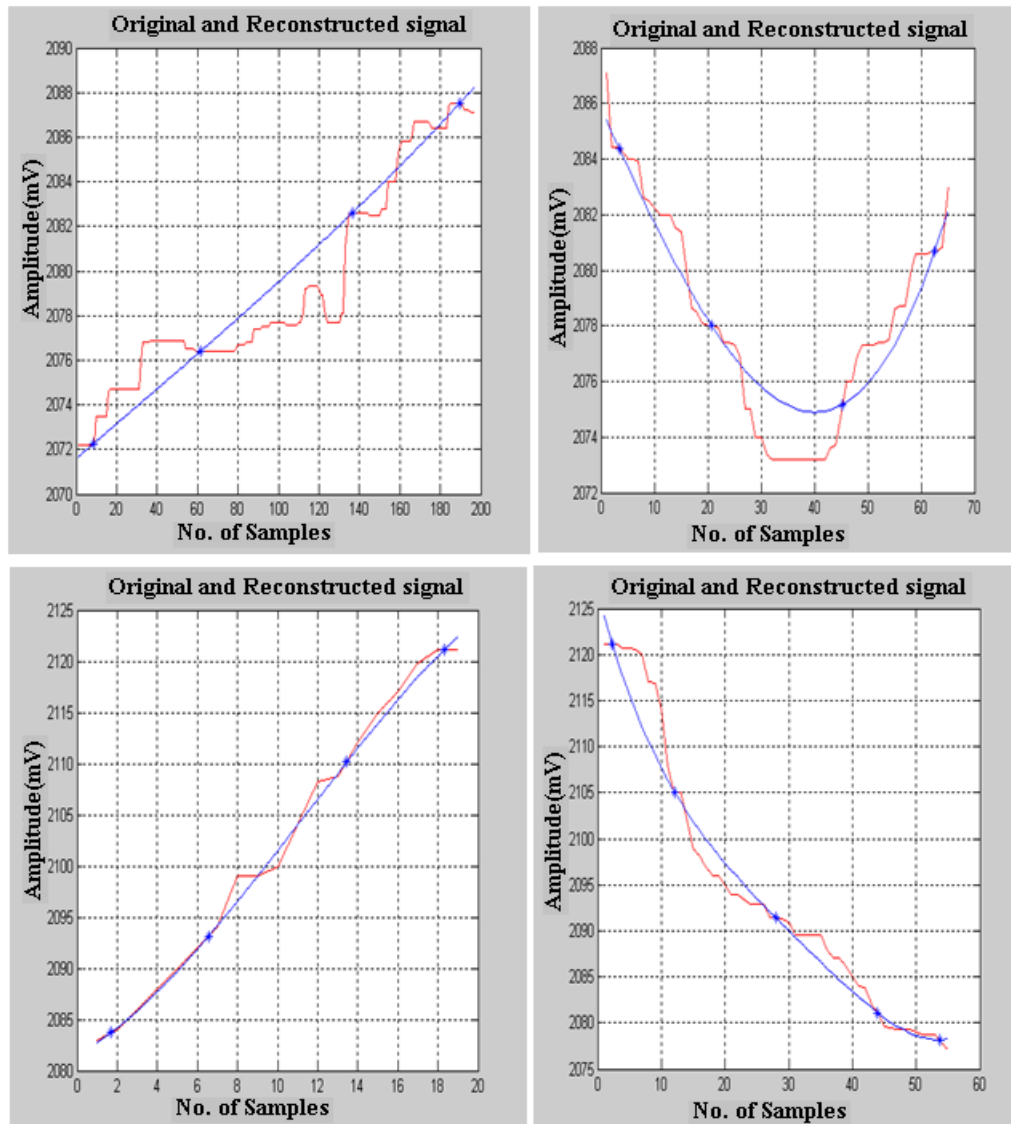 Original and Reconstructed signal
Amplitude(mV)
2090
2088
2086
2084
2082
2080
2078
2076
2074
2072
2070
0 20 40 60 80 100 120 140 160 180 200
No. of Samples
Original and Reconstructed signal
Amplitude(mV)
2088
2086
2084
2082
2080
2078
2076
2074
2072
0 10 20 30 40 50 60 70
No. of Samples
Original and Reconstructed signal
Amplitude(mV)
2125
2120
2115
2110
2105
2100
2095
2090
2085
2080
0 2 4 6 8 10 12 14 16 18 20
No. of Samples
Original and Reconstructed signal
Amplitude(mV)
2125
2120
2115
2110
2105
2100
2095
2090
2085
2080
2075
0 10 20 30 40 50 60
No. of Samples